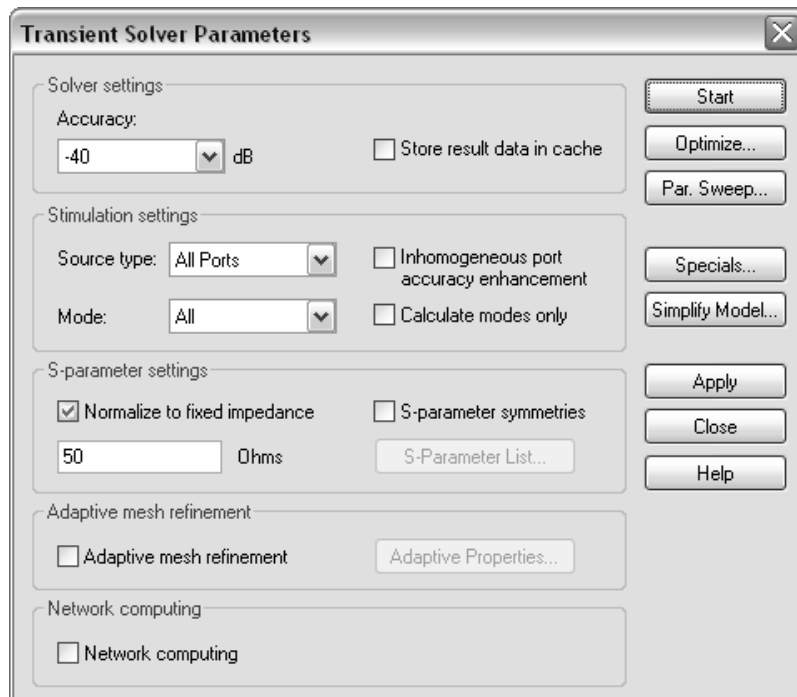 Transient Solver Parameters
Solver settings
Accuracy:
-40 dB
Store result data in cache
Stimulation settings
Source type: All Ports
Inhomogeneous port
accuracy enhancement
Mode: All
Calculate modes only
S-parameter settings
Normalize to fixed impedance
S-parameter symmetries
50 Ohms
S-Parameter List...
Adaptive mesh refinement
Adaptive mesh refinement
Adaptive Properties...
Network computing
Network computing
Start
Optimize...
Par. Sweep...
Specials...
Simplify Model...
Apply
Close
Help